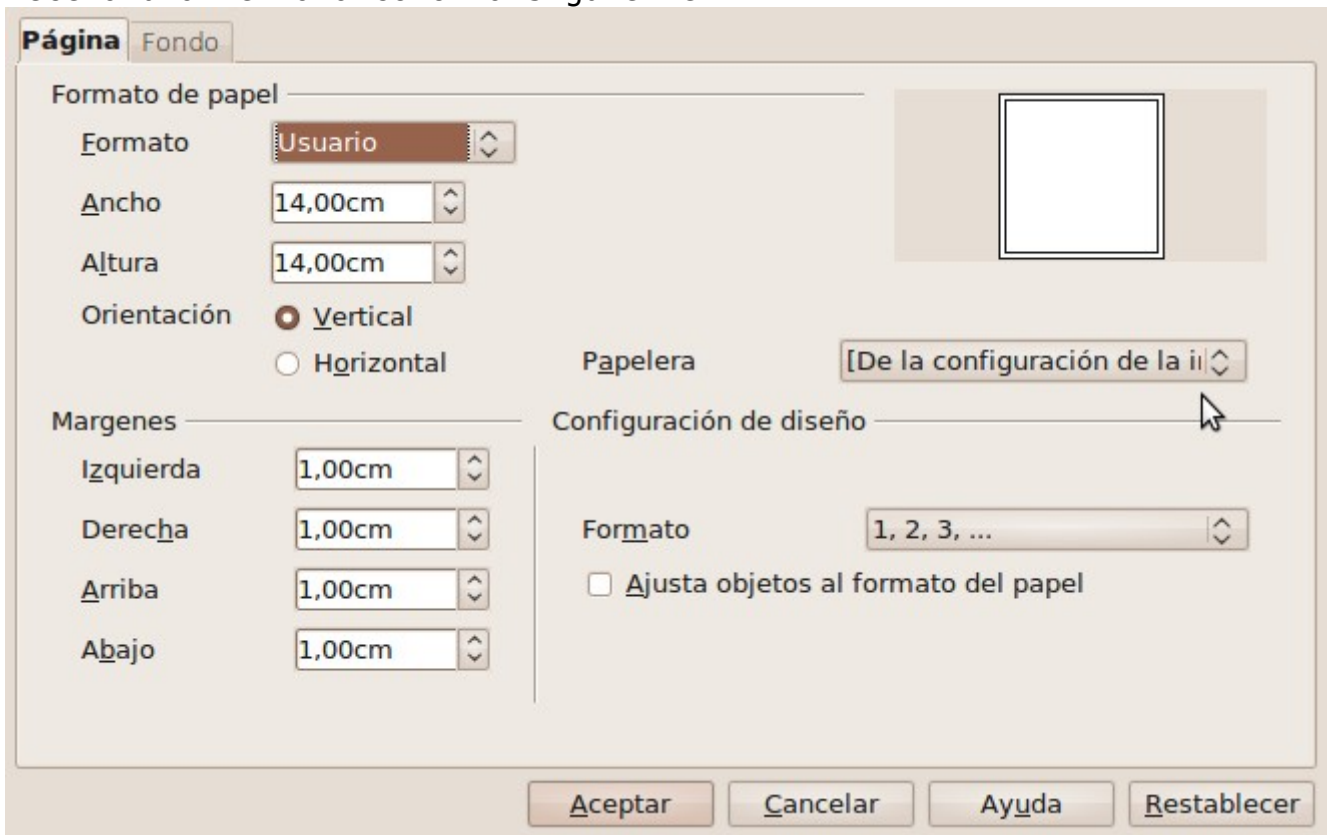 Página Fondo
Formato de papel
Formato Usuario
Ancho 14,00cm
Altura 14,00cm
Orientación Vertical
Horizontal
Papelera [De la configuración de la
Margenes
Izquierda 1,00cm
Derecha 1,00cm
Arriba 1,00cm
Abajo 1,00cm
Configuración de diseño
Formato 1, 2, 3, ...
Ajusta objetos al formato del papel
Aceptar Cancelar Ayuda Restablecer